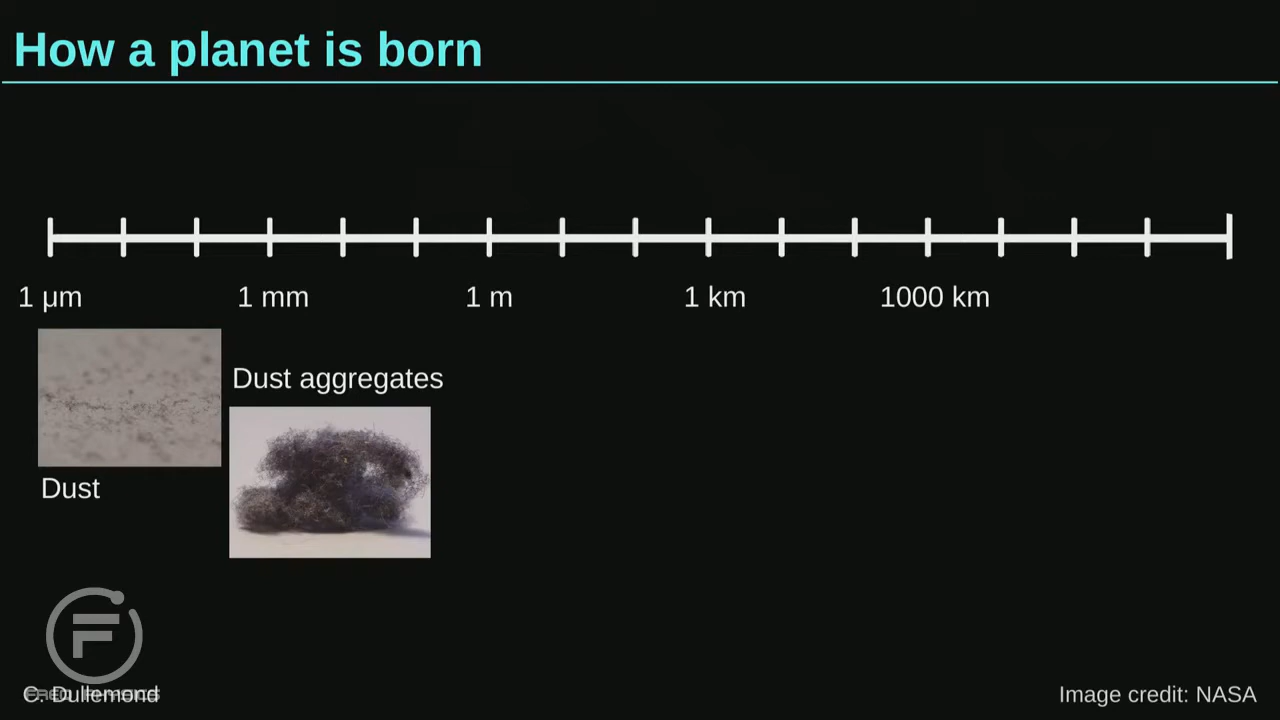 How a planet is born
1 μm 1 mm 1 m 1 km 1000 km
Dust aggregates
Dust
C. Dullemond
Image credit: NASA